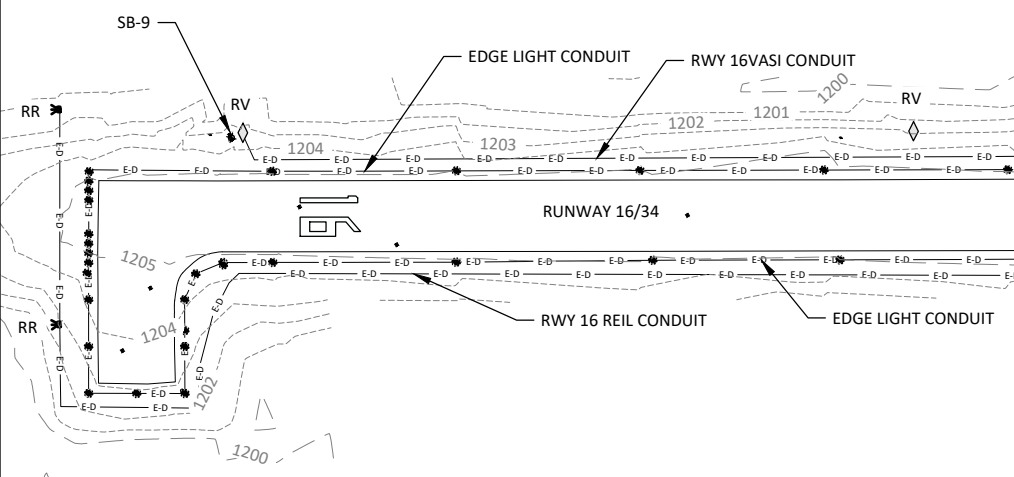 SB-9
EDGE LIGHT CONDUIT
RWY 16VASI CONDUIT
RR
RV
RV
1200
1201
1202
1203
1204
E-D E-D E-D E-D E-D E-D E-D E-D E-D E-D E-D
E-D E-D E-D E-D E-D E-D E-D E-D E-D E-D E-D
E-D
E-D
E-D
E-D
E-D
E-D
E-D
RUNWAY 16/34
1205
E-D E-D E-D E-D E-D E-D E-D E-D E-D
E-D E-D E-D E-D E-D E-D E-D E-D E-D E-D
E-D
E-D
E-D
E-D
RR
1204
RWY 16 REIL CONDUIT
EDGE LIGHT CONDUIT
E-D
E-D E-D
1202
1200